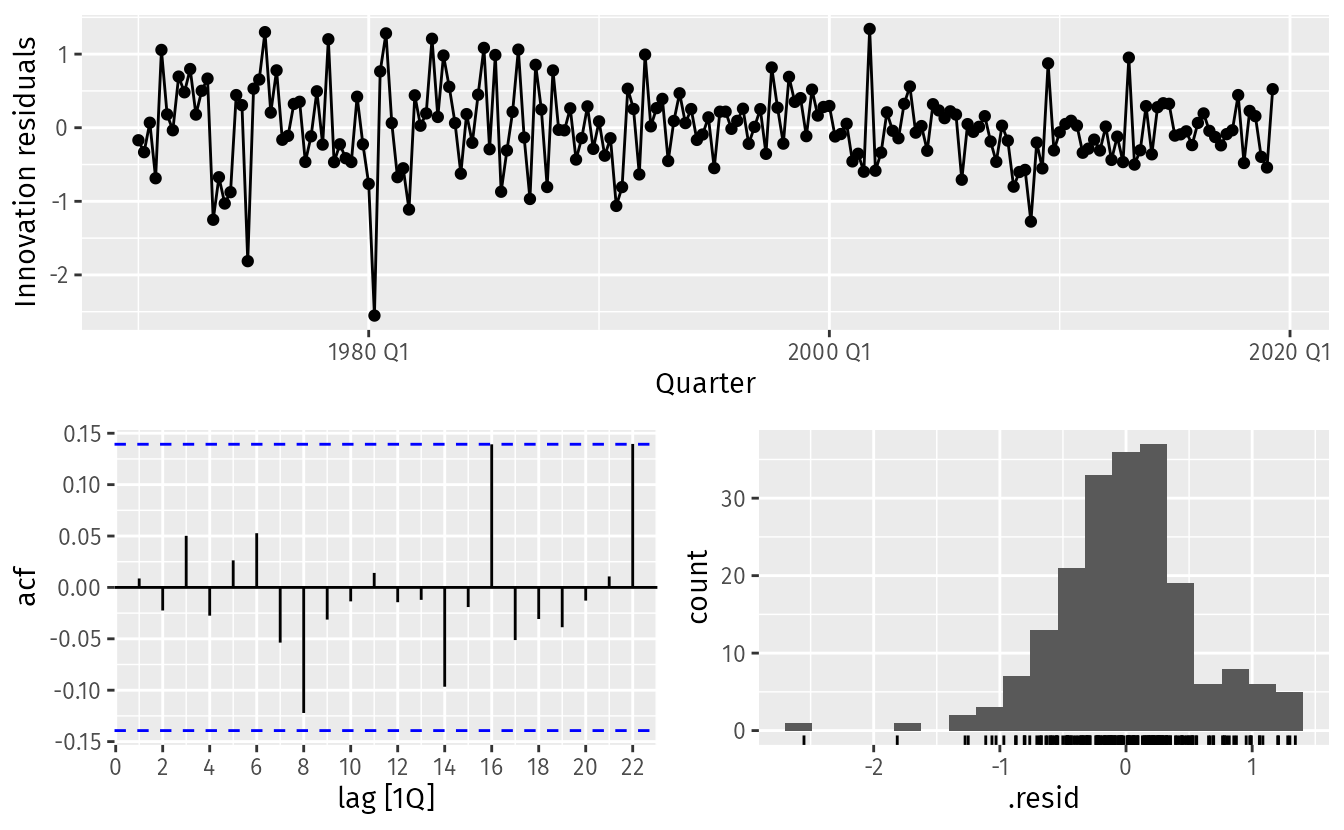 Innovation residuals
1
0
-1
-2
1980 Q1 2000 Q1 2020 Q1
Quarter
acf
0.15
0.10
0.05
0.00
-0.05
-0.10
-0.15
0 2 4 6 8 10 12 14 16 18 20 22
lag [1Q]
count
30
20
10
0
-2 -1 0 1
.resid